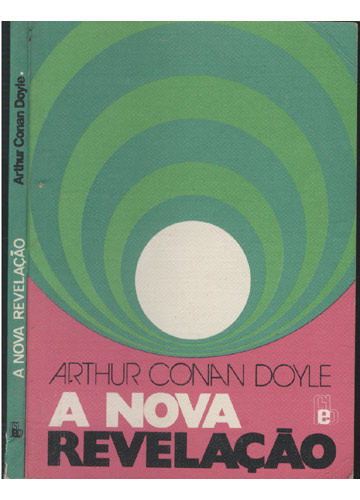 Arthur Conan Doyle.
A NOVA REVELAÇÃO
ARTHUR CONAN DOYLE
A NOVA
REVELAÇÃO